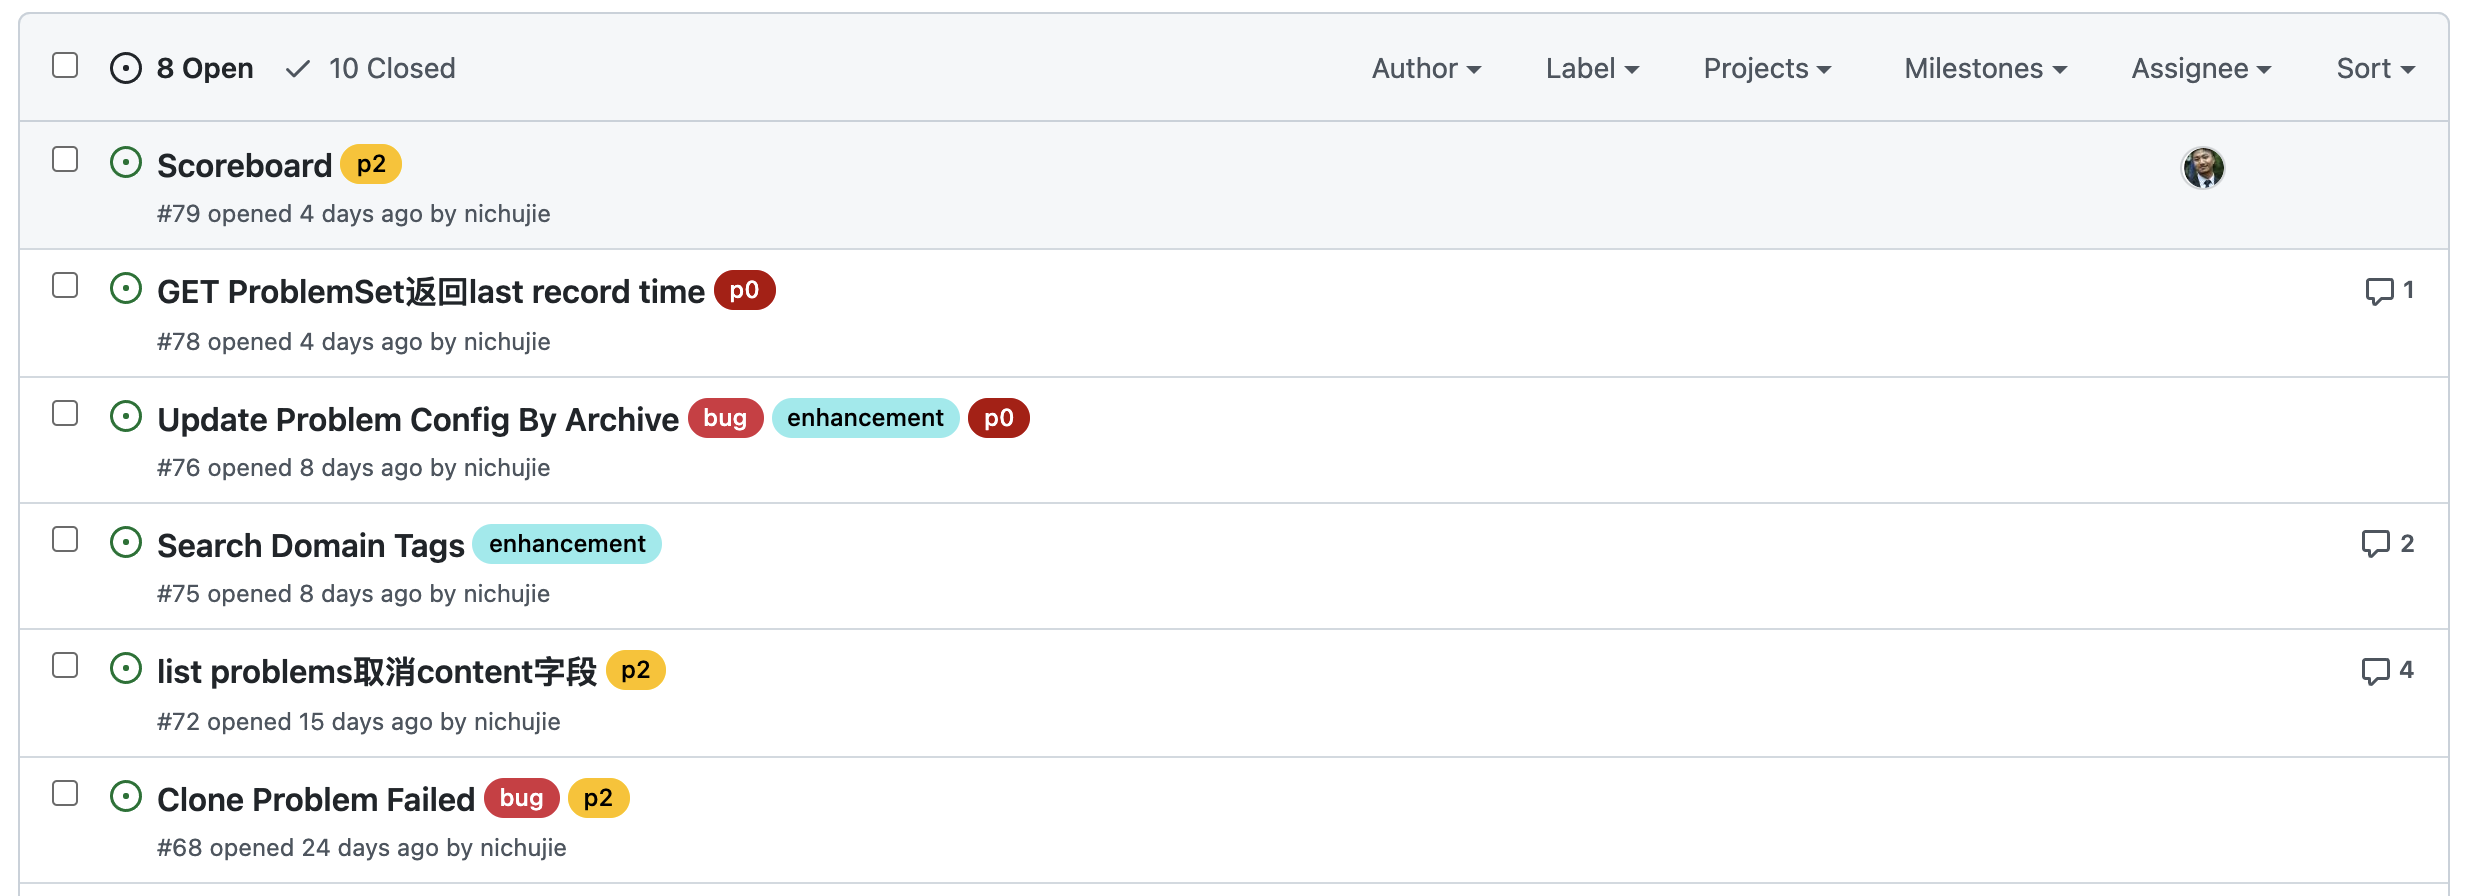 8 Open 10 Closed Author Label Projects Milestones Assignee Sort
Scoreboard p2
#79 opened 4 days ago by nichujie
GET ProblemSet返回last record time p0 1
#78 opened 4 days ago by nichujie
Update Problem Config By Archive bug enhancement p0
#76 opened 8 days ago by nichujie
Search Domain Tags enhancement 2
#75 opened 8 days ago by nichujie
list problems取消content字段 p2 4
#72 opened 15 days ago by nichujie
Clone Problem Failed bug p2
#68 opened 24 days ago by nichujie